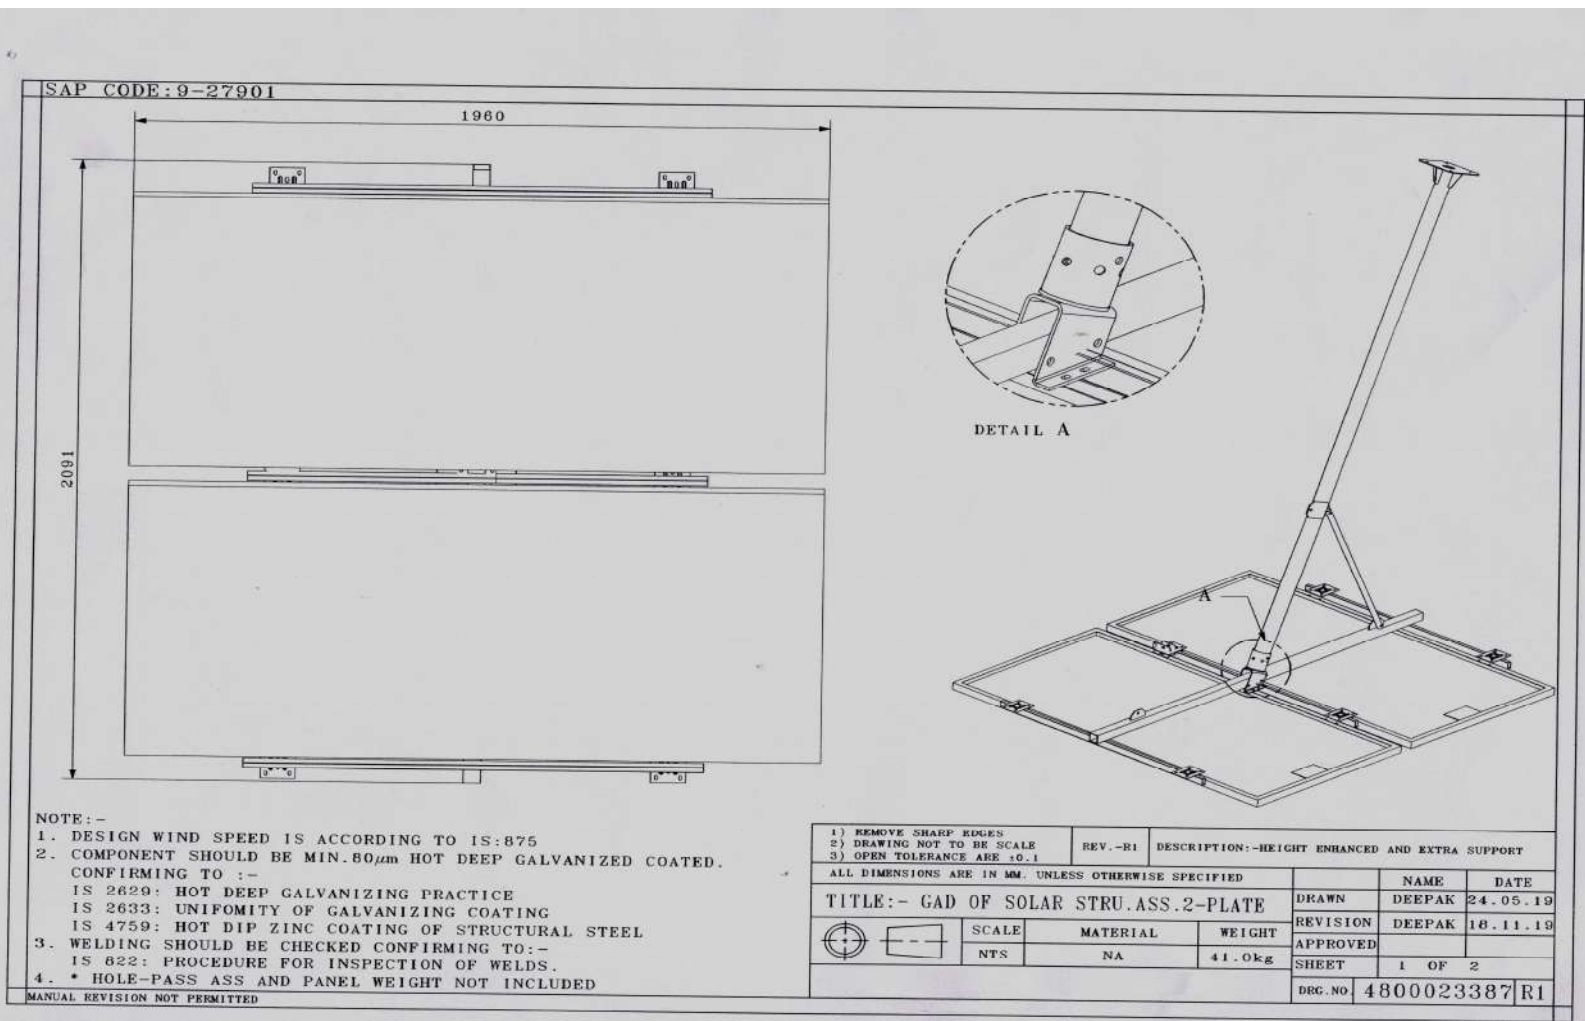 SAP CODE:9-27901
1960
2091
DETAIL A
A
NOTE:-
1. DESIGN WIND SPEED IS ACCORDING TO IS:875
2. COMPONENT SHOULD BE MIN.80μm HOT DEEP GALVANIZED COATED.
CONFIRMING TO :-
IS 2629: HOT DEEP GALVANIZING PRACTICE
IS 2633: UNIFOMITY OF GALVANIZING COATING
IS 4759: HOT DIP ZINC COATING OF STRUCTURAL STEEL
3. WELDING SHOULD BE CHECKED CONFIRMING TO:-
IS 822: PROCEDURE FOR INSPECTION OF WELDS.
4. * HOLE-PASS ASS AND PANEL WEIGHT NOT INCLUDED
MANUAL REVISION NOT PERMITTED
1) REMOVE SHARP EDGES
2) DRAWING NOT TO BE SCALE
3) OPEN TOLERANCE ARE ±0.1
REV.-R1
DESCRIPTION:-HEIGHT ENHANCED AND EXTRA SUPPORT
ALL DIMENSIONS ARE IN MM. UNLESS OTHERWISE SPECIFIED
NAME DATE
TITLE:- GAD OF SOLAR STRU.ASS.2-PLATE
DRAWN DEEPAK 24.05.19
REVISION DEEPAK 18.11.19
APPROVED
SHEET 1 OF 2
SCALE MATERIAL WEIGHT
NTS NA 41.0kg
DRG.NO 4800023387 R1